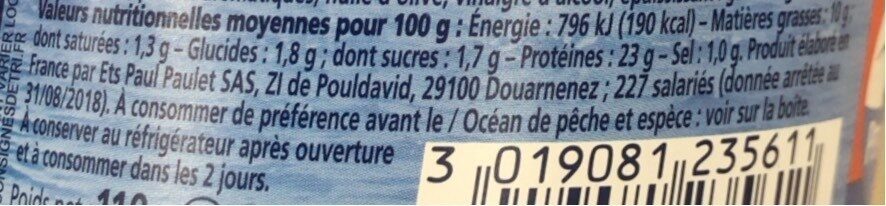 Valeurs nutritionnelles moyennes pour 100 g : Énergie : 796 kJ (190 kcal) – Matières grasses : 10 g,
dont saturées : 1,3 g – Glucides : 1,8 g ; dont sucres : 1,7 g – Protéines : 23 g – Sel : 1,0 g. Produit élaboré en
France par Ets Paul Paulet SAS, ZI de Pouldavid, 29100 Douarnenez ; 227 salariés (donnée arrêtée au
31/08/2018). À consommer de préférence avant le / Océan de pêche et espèce : voir sur la boîte.
À conserver au réfrigérateur après ouverture
et à consommer dans les 2 jours.
Poids net 110
3 019081 235611